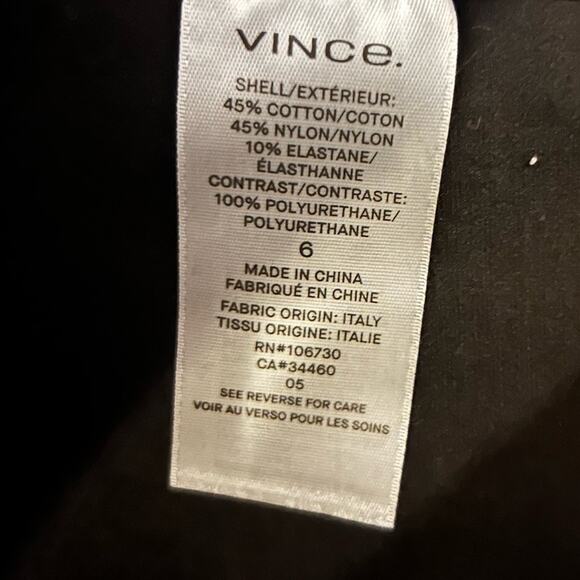 VINCe.
SHELL/EXTÉRIEUR:
45% COTTON/COTON
45% NYLON/NYLON
10% ELASTANE/
ÉLASTHANNE
CONTRAST/CONTRASTE:
100% POLYURETHANE/
POLYURETHANE
6
MADE IN CHINA
FABRIQUÉ EN CHINE
FABRIC ORIGIN: ITALY
TISSU ORIGINE: ITALIE
RN#106730
CA#34460
05
SEE REVERSE FOR CARE
VOIR AU VERSO POUR LES SOINS